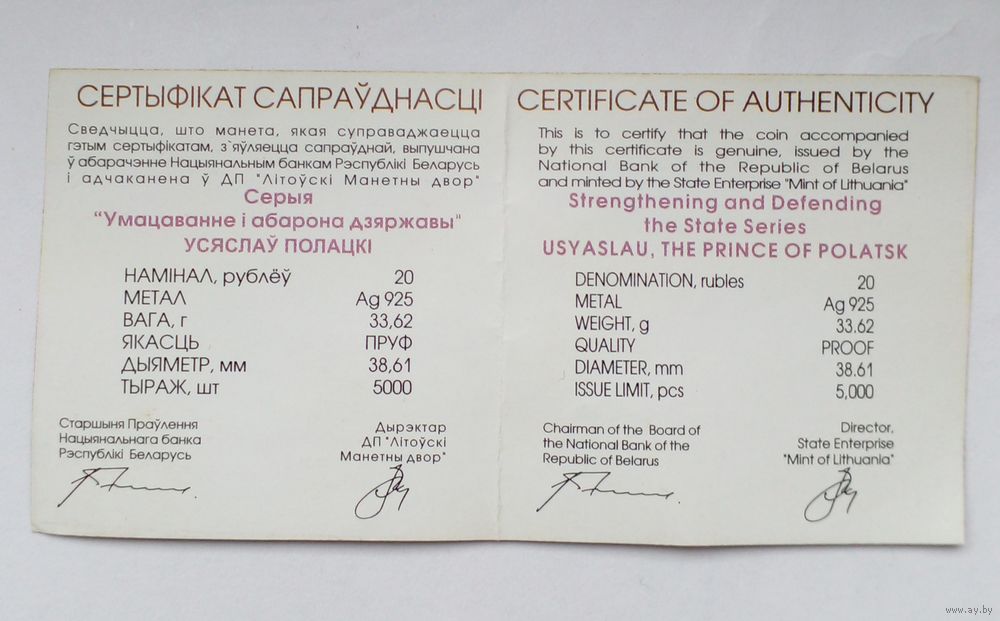 СЕРТЫФІКАТ САПРАЎДНАСЦІ
Сведчыцца, што манета, якая суправаджаецца
гэтым сертыфікатам, з`яўляецца сапраўднай, выпушчана
ў абарачэнне Нацыянальным банкам Рэспублікі Беларусь
і адчаканена ў ДП "Літоўскі Манетны двор"
Серыя
"Умацаванне і абарона дзяржавы"
УСЯСЛАЎ ПОЛАЦКІ
НАМІНАЛ, рублёў 20
МЕТАЛ Ag 925
ВАГА, г 33,62
ЯКАСЦЬ ПРУФ
ДЫЯМЕТР, мм 38,61
ТЫРАЖ, шт 5000
Старшыня Праўлення
Нацыянальнага банка
Рэспублікі Беларусь
Дырэктар
ДП "Літоўскі
Манетны двор"
CERTIFICATE OF AUTHENTICITY
This is to certify that the coin accompanied
by this certificate is genuine, issued by the
National Bank of the Republic of Belarus
and minted by the State Enterprise "Mint of Lithuania"
Strengthening and Defending
the State Series
USYASLAU, THE PRINCE OF POLATSK
DENOMINATION, rubles 20
METAL Ag 925
WEIGHT, g 33.62
QUALITY PROOF
DIAMETER, mm 38.61
ISSUE LIMIT, pcs 5,000
Chairman of the Board of
the National Bank of the
Republic of Belarus
Director,
State Enterprise
"Mint of Lithuania"
www.ay.by